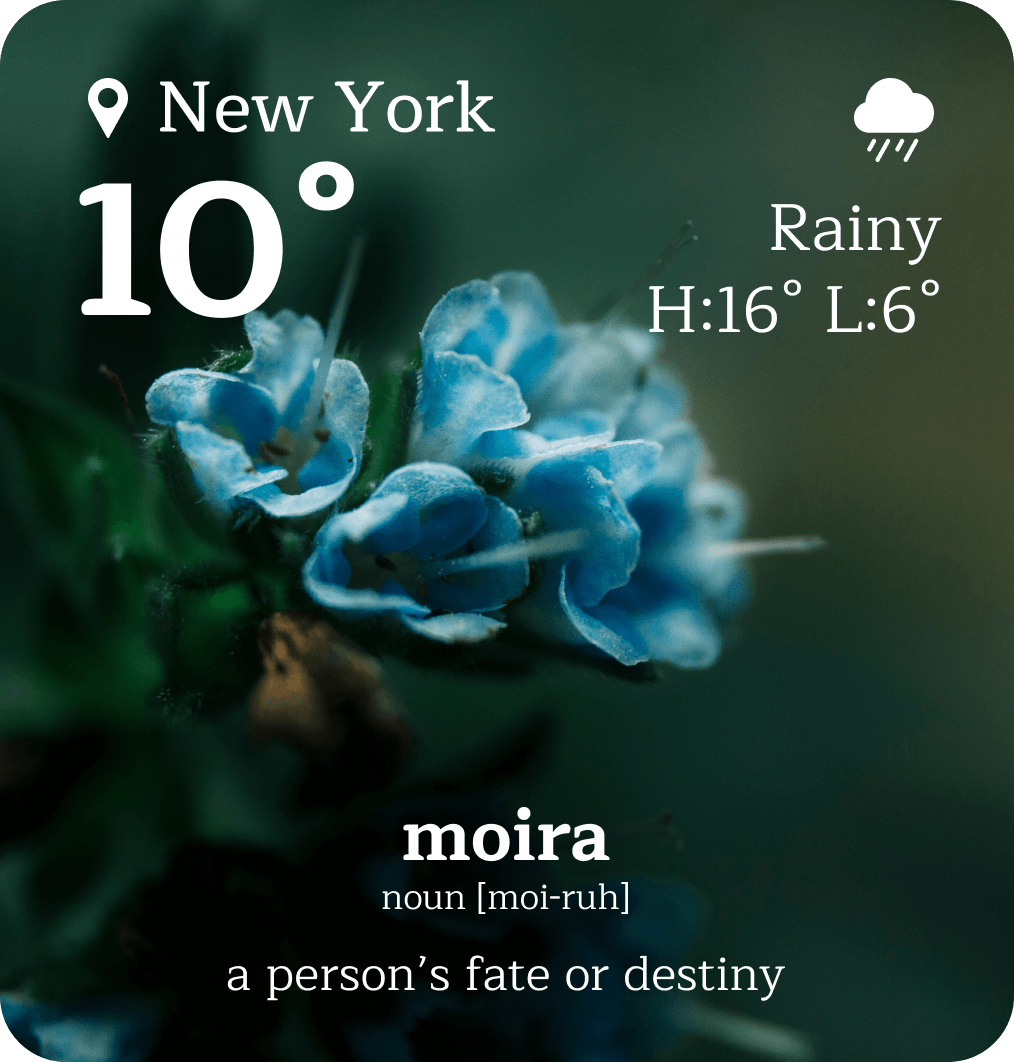 New York
10°
Rainy
H:16° L:6°
moira
noun [moi-ruh]
a person’s fate or destiny